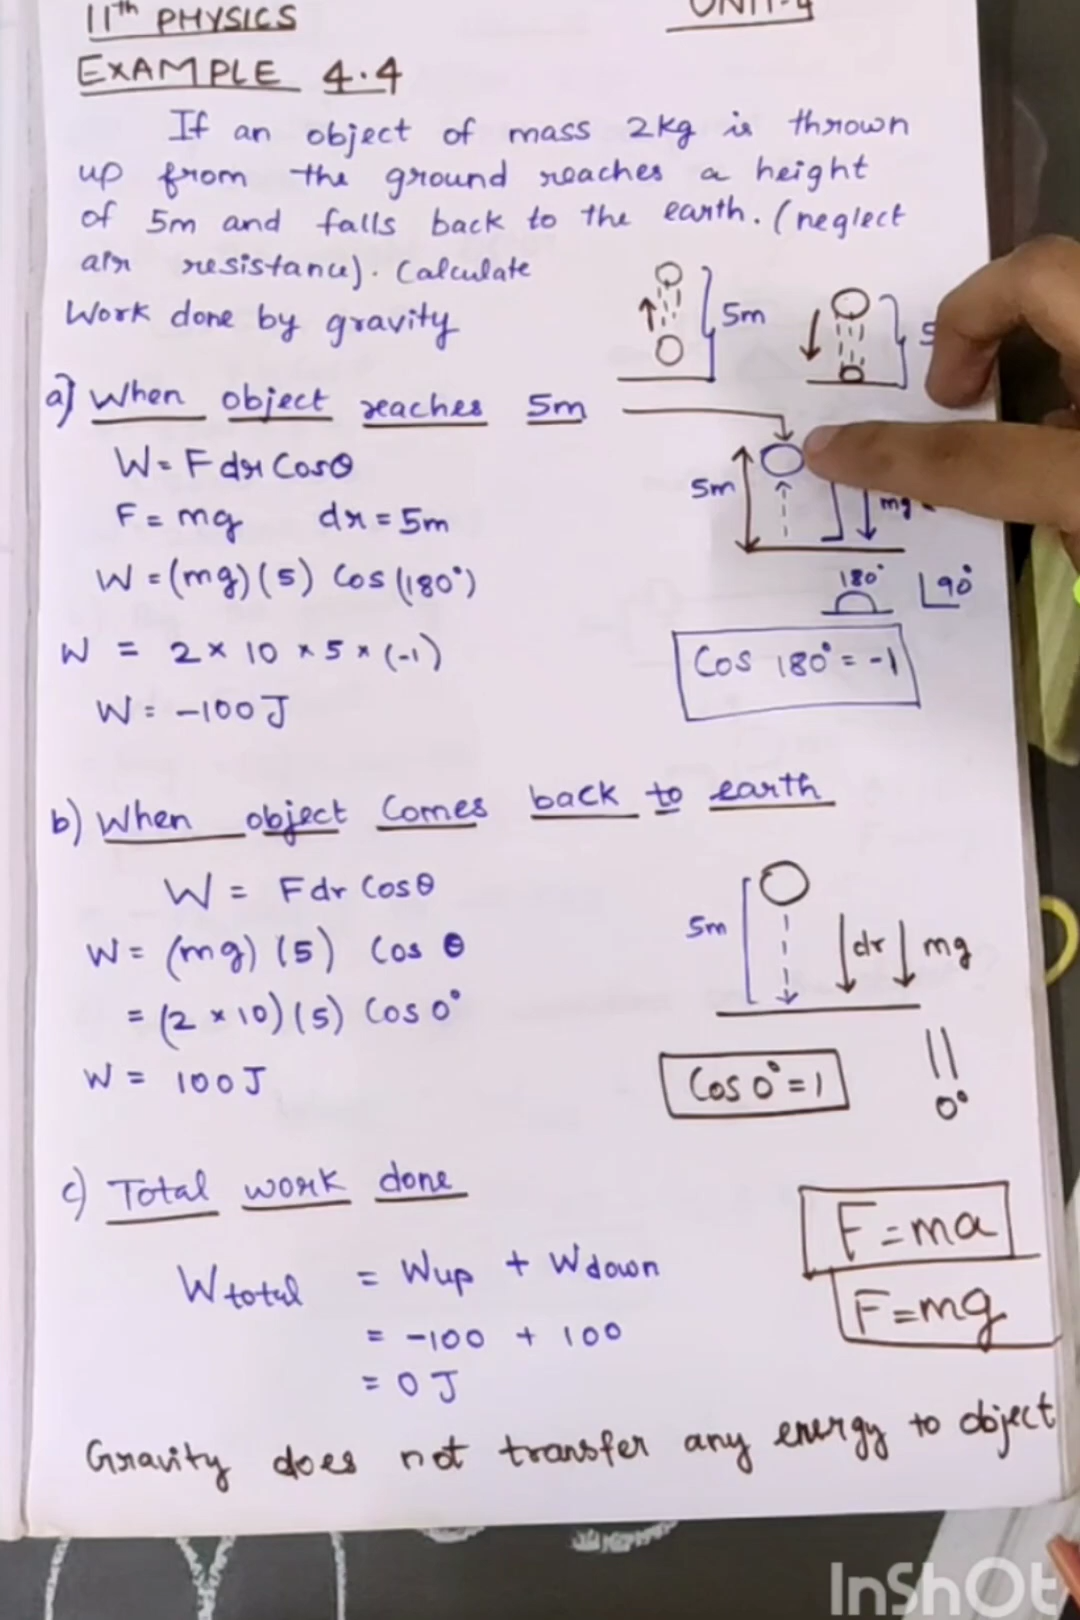 11th PHYSICS
UNIT-4
EXAMPLE 4.4
If an object of mass 2kg is thrown
up from the ground reaches a height
of 5m and falls back to the earth. (neglect
air resistance). Calculate
Work done by gravity
5m
5
a) When object reaches 5m
W = Fdr Cosθ
F = mg dr = 5m
W = (mg)(5) Cos (180°)
W = 2 × 10 × 5 × (-1)
W = -100 J
5m
mg
180° 90°
Cos 180° = -1
b) When object Comes back to earth
W = Fdr Cosθ
W = (mg) (5) Cos θ
= (2 × 10)(5) Cos 0°
W = 100 J
5m
dr mg
Cos 0° = 1
0°
c) Total work done
W total = Wup + Wdown
= -100 + 100
= 0 J
F = ma
F = mg
Gravity does not transfer any energy to object
InShOt